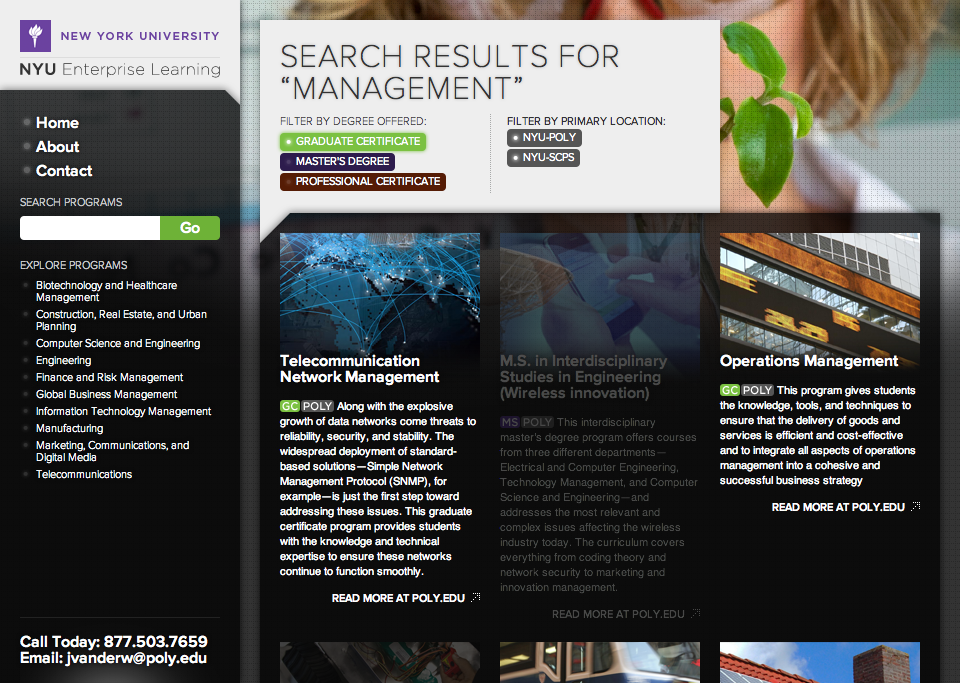 NEW YORK UNIVERSITY
NYU Enterprise Learning
Home
About
Contact
SEARCH PROGRAMS
Go
EXPLORE PROGRAMS
Biotechnology and Healthcare
Management
Construction, Real Estate, and Urban
Planning
Computer Science and Engineering
Engineering
Finance and Risk Management
Global Business Management
Information Technology Management
Manufacturing
Marketing, Communications, and
Digital Media
Telecommunications
Call Today: 877.503.7659
Email: jvanderw@poly.edu
SEARCH RESULTS FOR
“MANAGEMENT”
FILTER BY DEGREE OFFERED:
GRADUATE CERTIFICATE
MASTER'S DEGREE
PROFESSIONAL CERTIFICATE
FILTER BY PRIMARY LOCATION:
NYU-POLY
NYU-SCPS
Telecommunication
Network Management
GC POLY Along with the explosive
growth of data networks come threats to
reliability, security, and stability. The
widespread deployment of standard-
based solutions—Simple Network
Management Protocol (SNMP), for
example—is just the first step toward
addressing these issues. This graduate
certificate program provides students
with the knowledge and technical
expertise to ensure these networks
continue to function smoothly.
READ MORE AT POLY.EDU
M.S. in Interdisciplinary
Studies in Engineering
(Wireless innovation)
MS POLY This interdisciplinary
master's degree program offers courses
from three different departments—
Electrical and Computer Engineering,
Technology Management, and Computer
Science and Engineering—and
addresses the most relevant and
complex issues affecting the wireless
industry today. The curriculum covers
everything from coding theory and
network security to marketing and
innovation management.
READ MORE AT POLY.EDU
Operations Management
GC POLY This program gives students
the knowledge, tools, and techniques to
ensure that the delivery of goods and
services is efficient and cost-effective
and to integrate all aspects of operations
management into a cohesive and
successful business strategy
READ MORE AT POLY.EDU